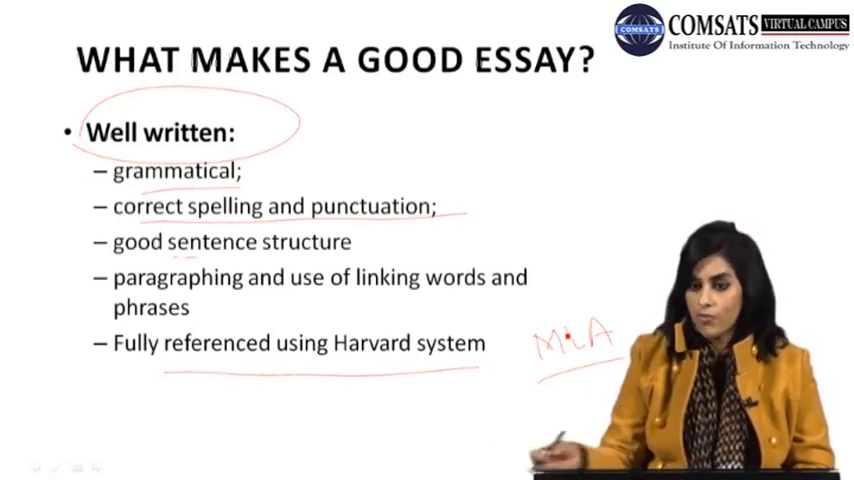 COMSATS VIRTUAL CAMPUS
COMSATS
Institute Of Information Technology
WHAT MAKES A GOOD ESSAY?
• Well written:
– grammatical;
– correct spelling and punctuation;
– good sentence structure
– paragraphing and use of linking words and
phrases
– Fully referenced using Harvard system
MLA